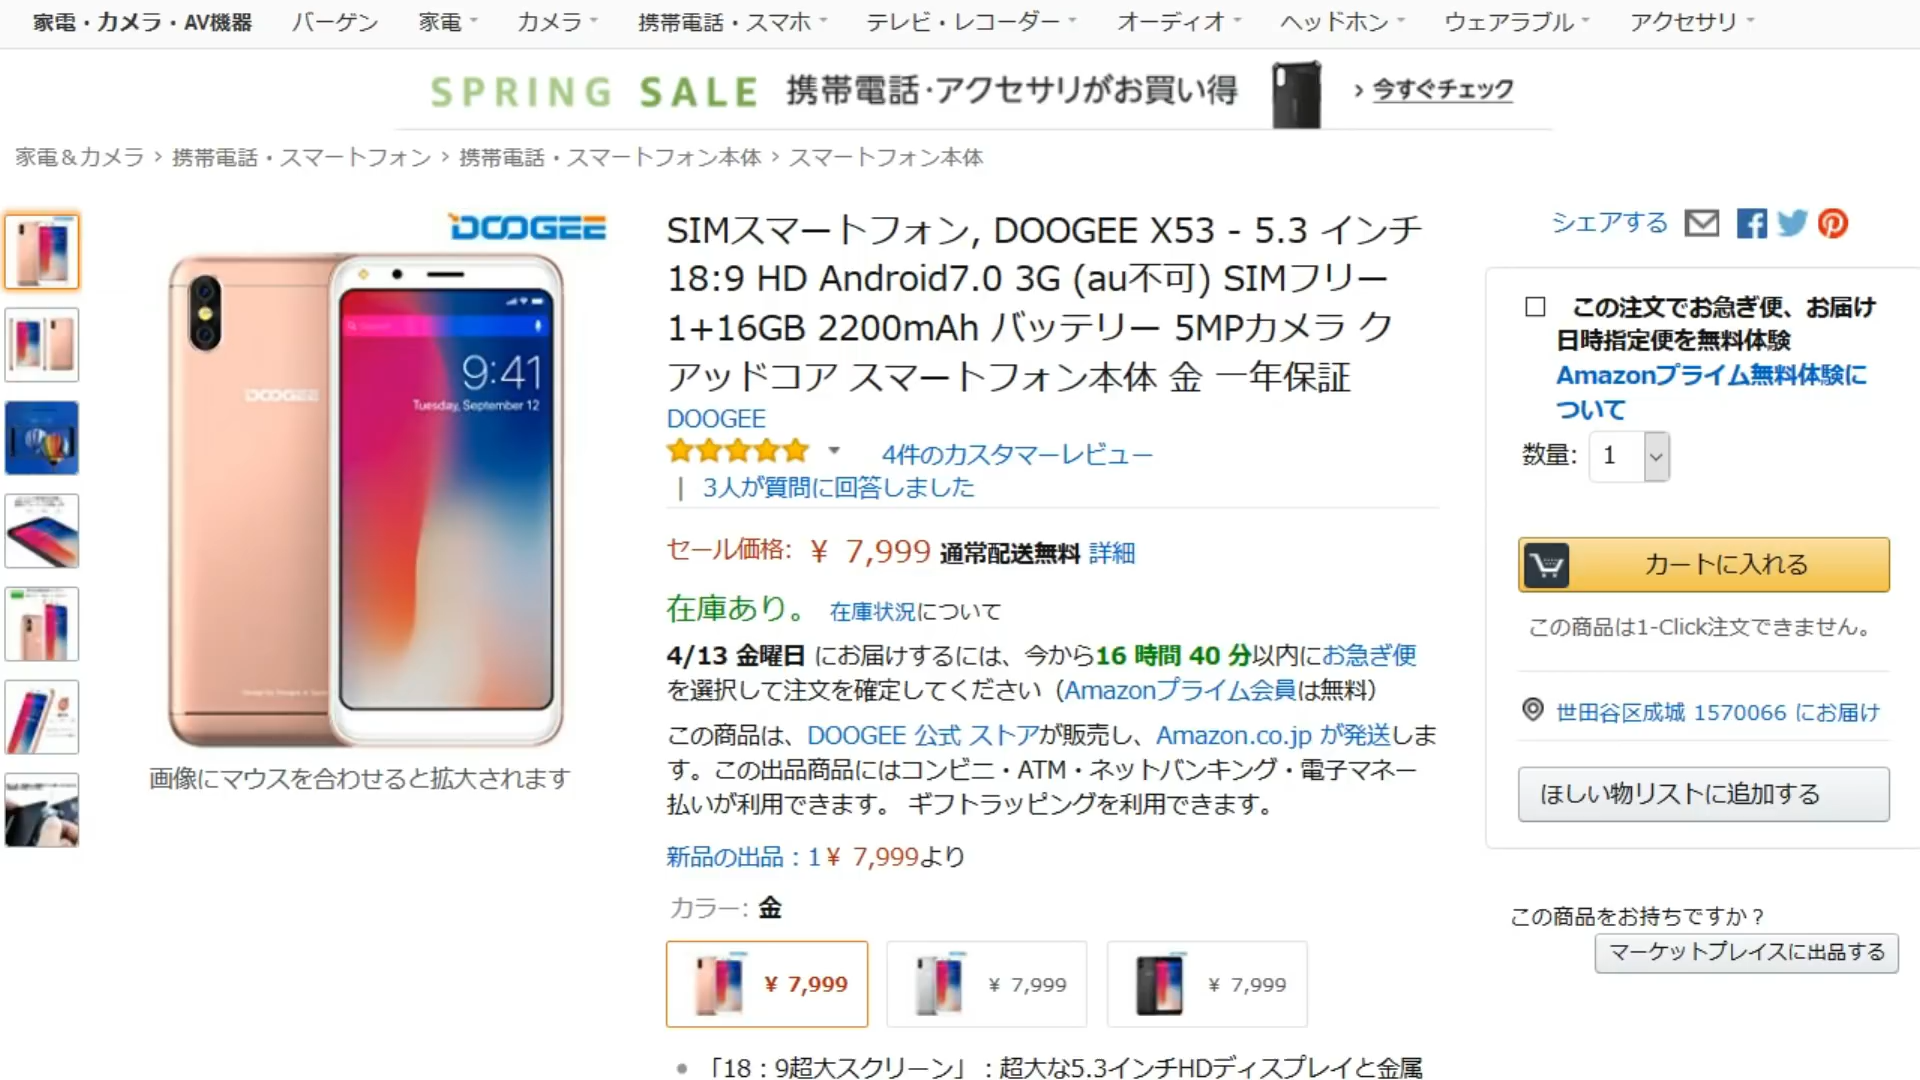 家電・カメラ・AV機器 バーゲン 家電 カメラ 携帯電話・スマホ テレビ・レコーダー オーディオ ヘッドホン ウェアラブル アクセサリ
SPRING SALE 携帯電話・アクセサリがお買い得 › 今すぐチェック
家電＆カメラ › 携帯電話・スマートフォン › 携帯電話・スマートフォン本体 › スマートフォン本体
DOOGEE
DOOGEE
9:41
Tuesday, September 12
画像にマウスを合わせると拡大されます
SIMスマートフォン, DOOGEE X53 - 5.3 インチ
18:9 HD Android7.0 3G (au不可) SIMフリー
1+16GB 2200mAh バッテリー 5MPカメラ ク
アッドコア スマートフォン本体 金 一年保証
DOOGEE
4件のカスタマーレビュー
| 3人が質問に回答しました
セール価格: ￥ 7,999 通常配送無料 詳細
在庫あり。 在庫状況について
4/13 金曜日 にお届けするには、今から16 時間 40 分以内にお急ぎ便
を選択して注文を確定してください（Amazonプライム会員は無料）
この商品は、DOOGEE 公式 ストアが販売し、Amazon.co.jp が発送しま
す。この出品商品にはコンビニ・ATM・ネットバンキング・電子マネー
払いが利用できます。 ギフトラッピングを利用できます。
新品の出品：1￥ 7,999より
カラー: 金
￥ 7,999 ￥ 7,999 ￥ 7,999
「18：9超大スクリーン」：超大な5.3インチHDディスプレイと金属
シェアする
この注文でお急ぎ便、お届け
日時指定便を無料体験
Amazonプライム無料体験に
ついて
数量: 1
カートに入れる
この商品は1-Click注文できません。
世田谷区成城 1570066 にお届け
ほしい物リストに追加する
この商品をお持ちですか？
マーケットプレイスに出品する